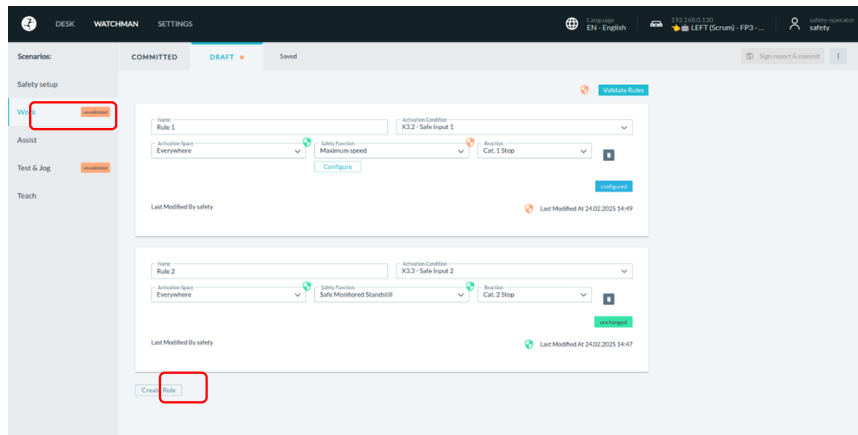 DESK WATCHMAN SETTINGS
Language
EN - English
192.168.0.130
LEFT (Scrum) - FP3 - ...
safety-operator
safety
Scenarios:
COMMITTED DRAFT Saved
Sign report & commit
Safety setup
Validate Rules
Work unvalidated
Name
Rule 1
Activation Condition
X3.2 - Safe Input 1
Assist
Activation Space
Everywhere
Safety Function
Maximum speed
Reaction
Cat. 1 Stop
Test & Jog unvalidated
Configure
configured
Teach
Last Modified By safety
Last Modified At 24.02.2025 14:49
Name
Rule 2
Activation Condition
X3.3 - Safe Input 2
Activation Space
Everywhere
Safety Function
Safe Monitored Standstill
Reaction
Cat. 2 Stop
unchanged
Last Modified By safety
Last Modified At 24.02.2025 14:47
Create Rule